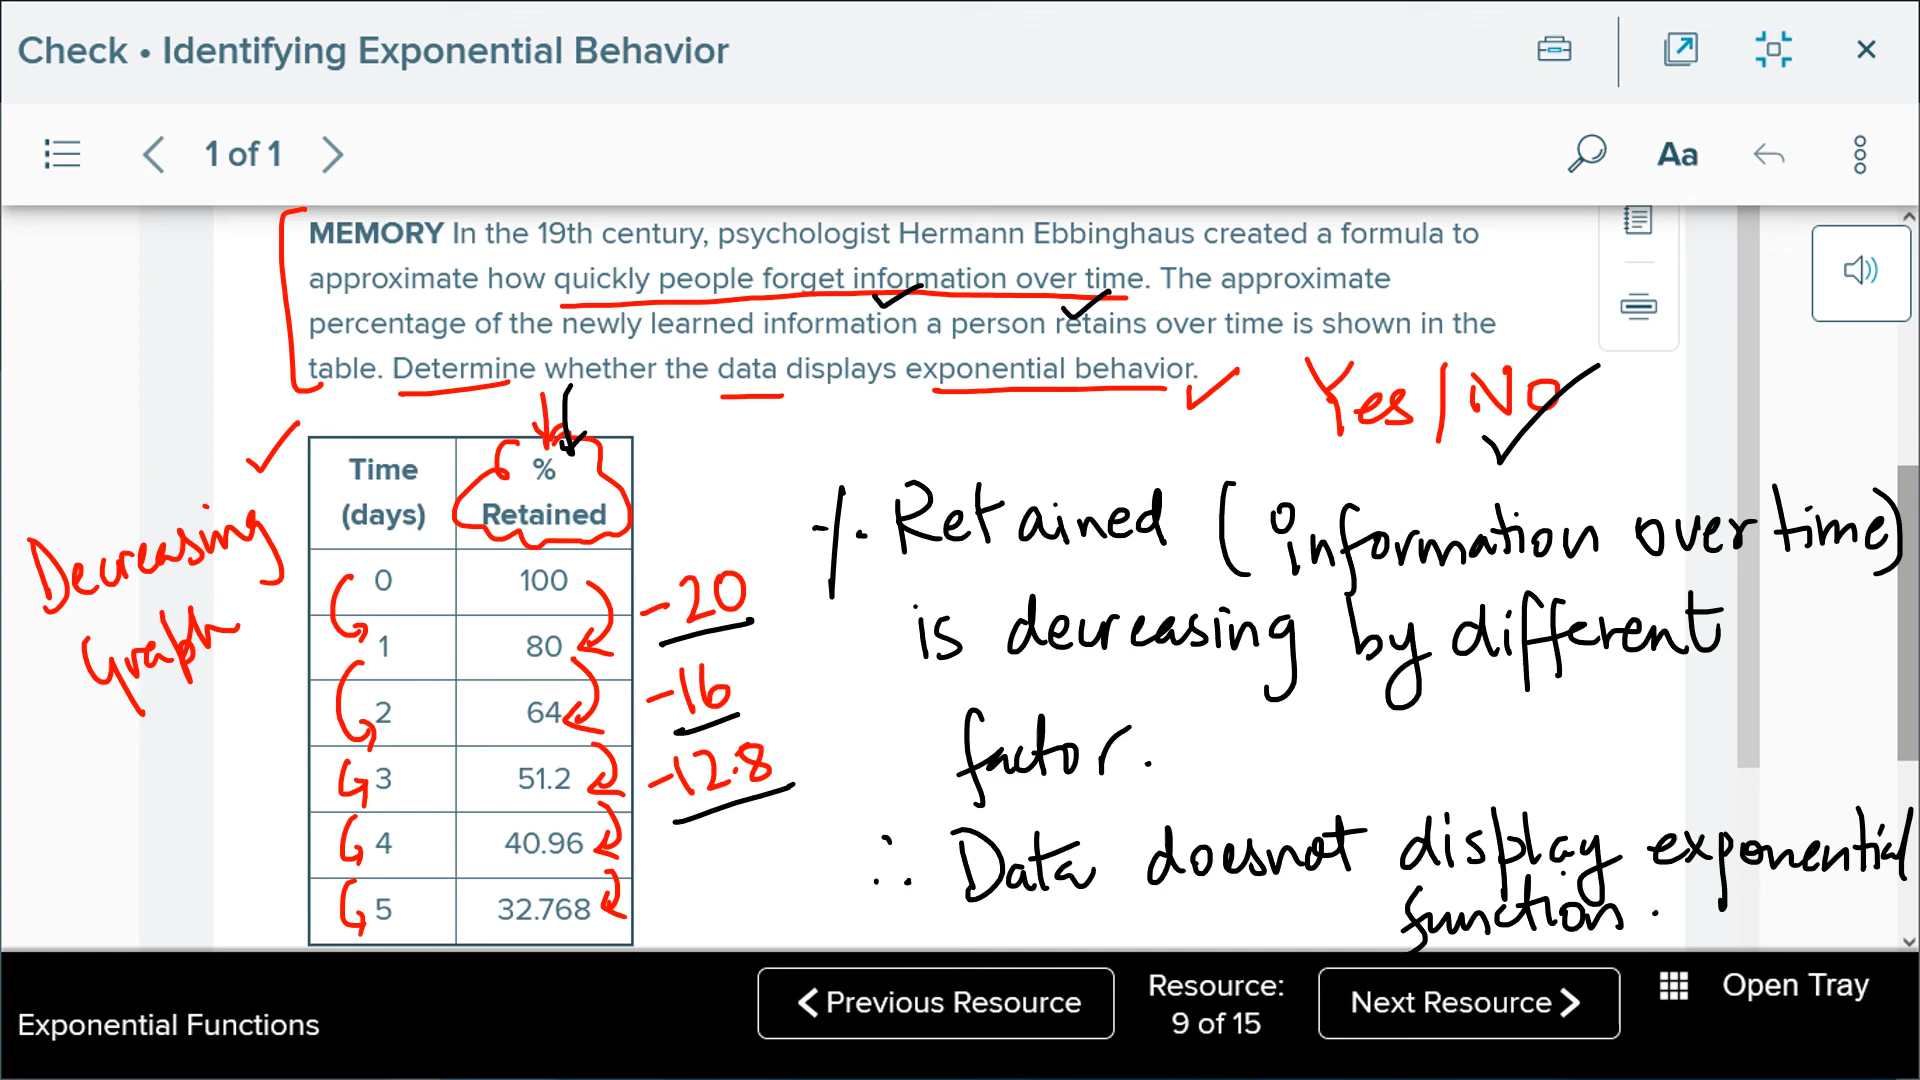 Check • Identifying Exponential Behavior
1 of 1
Aa
MEMORY In the 19th century, psychologist Hermann Ebbinghaus created a formula to
approximate how quickly people forget information over time. The approximate
percentage of the newly learned information a person retains over time is shown in the
table. Determine whether the data displays exponential behavior.
Yes / No
Decreasing
Graph
Time
(days)
%
Retained
0 100
1 80
2 64
3 51.2
4 40.96
5 32.768
-20
-16
-12.8
% Retained (information over time)
is decreasing by different
factor.
∴ Data doesnot display exponential
function.
Exponential Functions
Previous Resource
Resource:
9 of 15
Next Resource
Open Tray